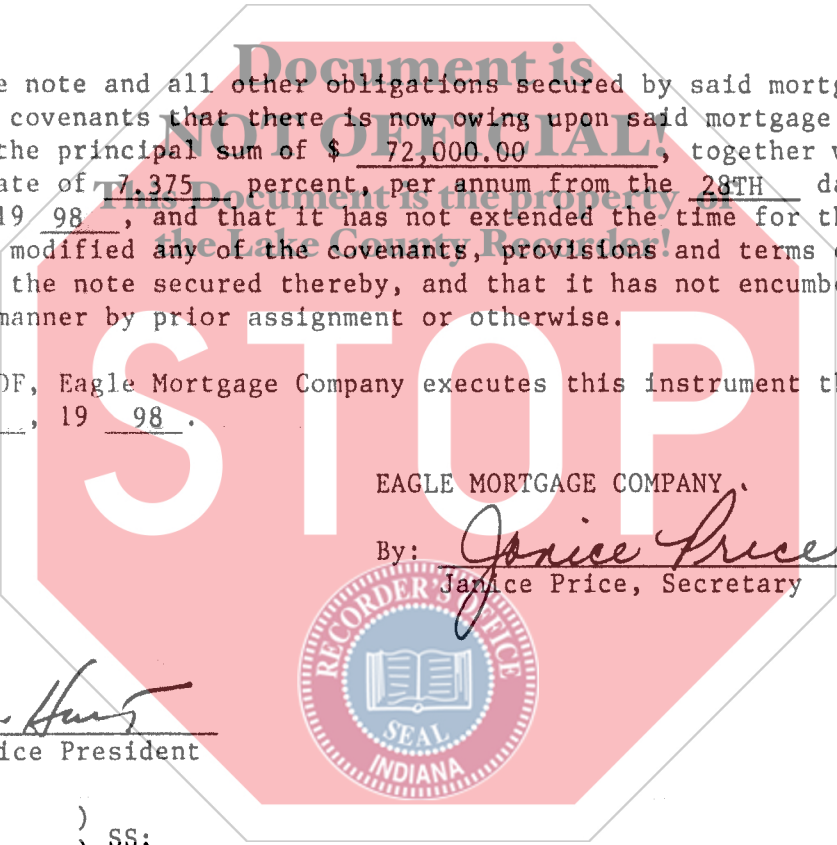 Document is
e note and all other obligations secured by said mortg
covenants that there is now owing upon said mortgage
NOT OFFICIAL!
the principal sum of $ 72,000.00 , together w
ate of 7.375 percent, per annum from the 28TH da
This Document is the property of
19 98 , and that it has not extended the time for th
modified any of the covenants, provisions and terms
the Lake County Recorder!
the note secured thereby, and that it has not encumb
manner by prior assignment or otherwise.
STOP
OF, Eagle Mortgage Company executes this instrument th
, 19 98 .
EAGLE MORTGAGE COMPANY
By: Janice Price
Janice Price, Secretary
RECORDER'S OFFICE
SEAL
INDIANA
Hunt
ice President
)
) SS: